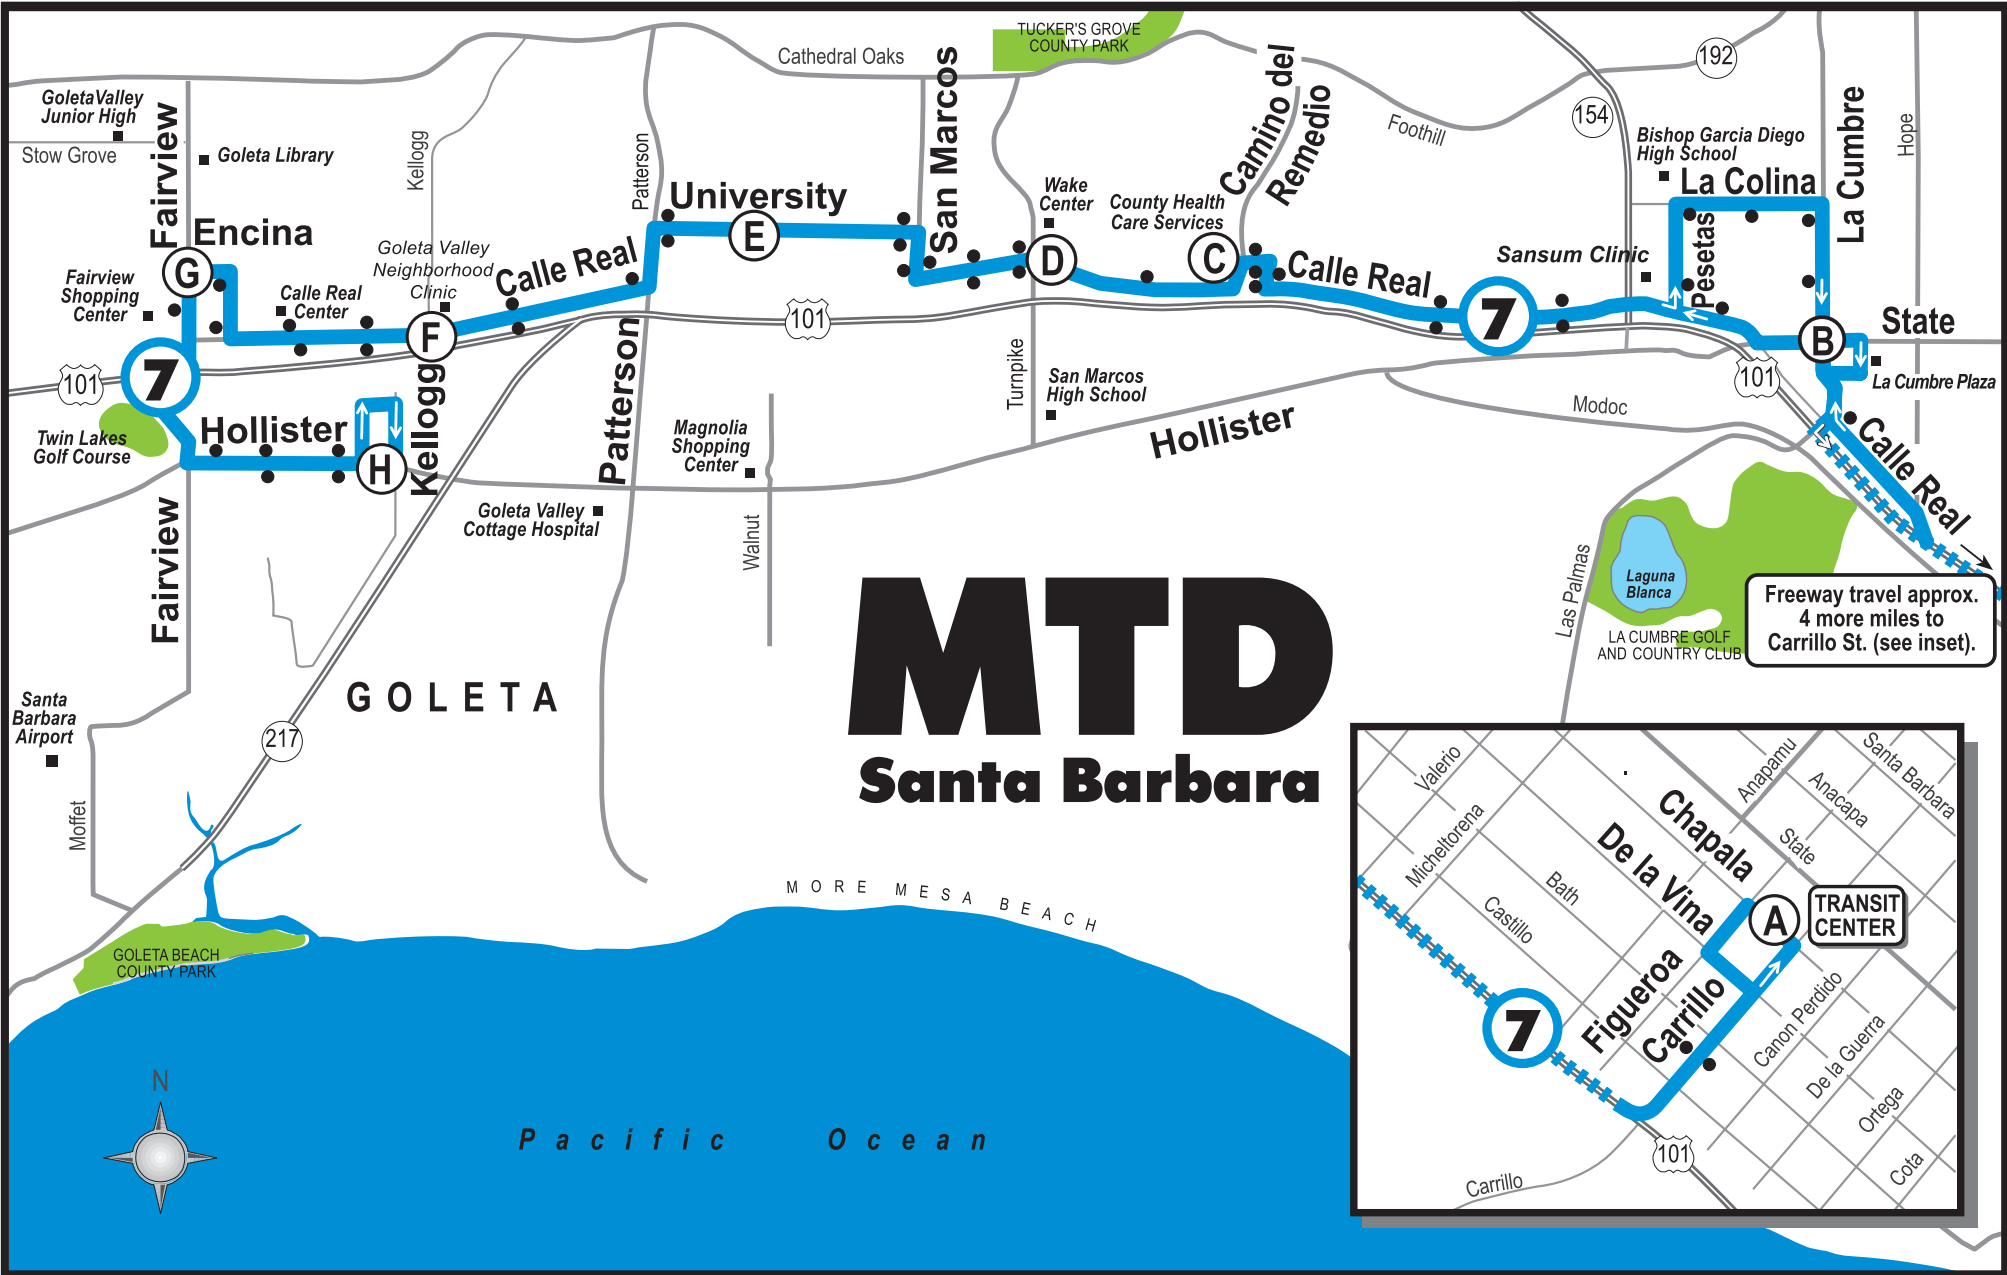 TUCKER'S GROVE
COUNTY PARK
Cathedral Oaks
192
154
GoletaValley
Junior High
Stow Grove
Fairview
Goleta Library
Kellogg
Patterson
San Marcos
Camino del
Remedio
Foothill
Bishop Garcia Diego
High School
La Colina
La Cumbre
Hope
University
Wake
Center
County Health
Care Services
Encina
G
Goleta Valley
Neighborhood
Clinic
Calle Real
E
D
C
Calle Real
Sansum Clinic
Pesetas
Fairview
Shopping
Center
Calle Real
Center
F
101
7
B
State
7
101
Kellogg
Patterson
Turnpike
San Marcos
High School
101
La Cumbre Plaza
Modoc
Twin Lakes
Golf Course
Hollister
H
Magnolia
Shopping
Center
Hollister
Calle Real
Goleta Valley
Cottage Hospital
Walnut
Fairview
Las Palmas
Laguna
Blanca
LA CUMBRE GOLF
AND COUNTRY CLUB
Freeway travel approx.
4 more miles to
Carrillo St. (see inset).
MTD
Santa Barbara
GOLETA
Santa
Barbara
Airport
217
Moffet
MORE MESA BEACH
GOLETA BEACH
COUNTY PARK
N
Pacific Ocean
Valerio
Micheltorena
Chapala
De la Vina
Anapamu
Santa Barbara
Anacapa
State
Bath
Castillo
A
TRANSIT
CENTER
Figueroa
Carrillo
Canon Perdido
De la Guerra
Ortega
Cota
7
101
Carrillo